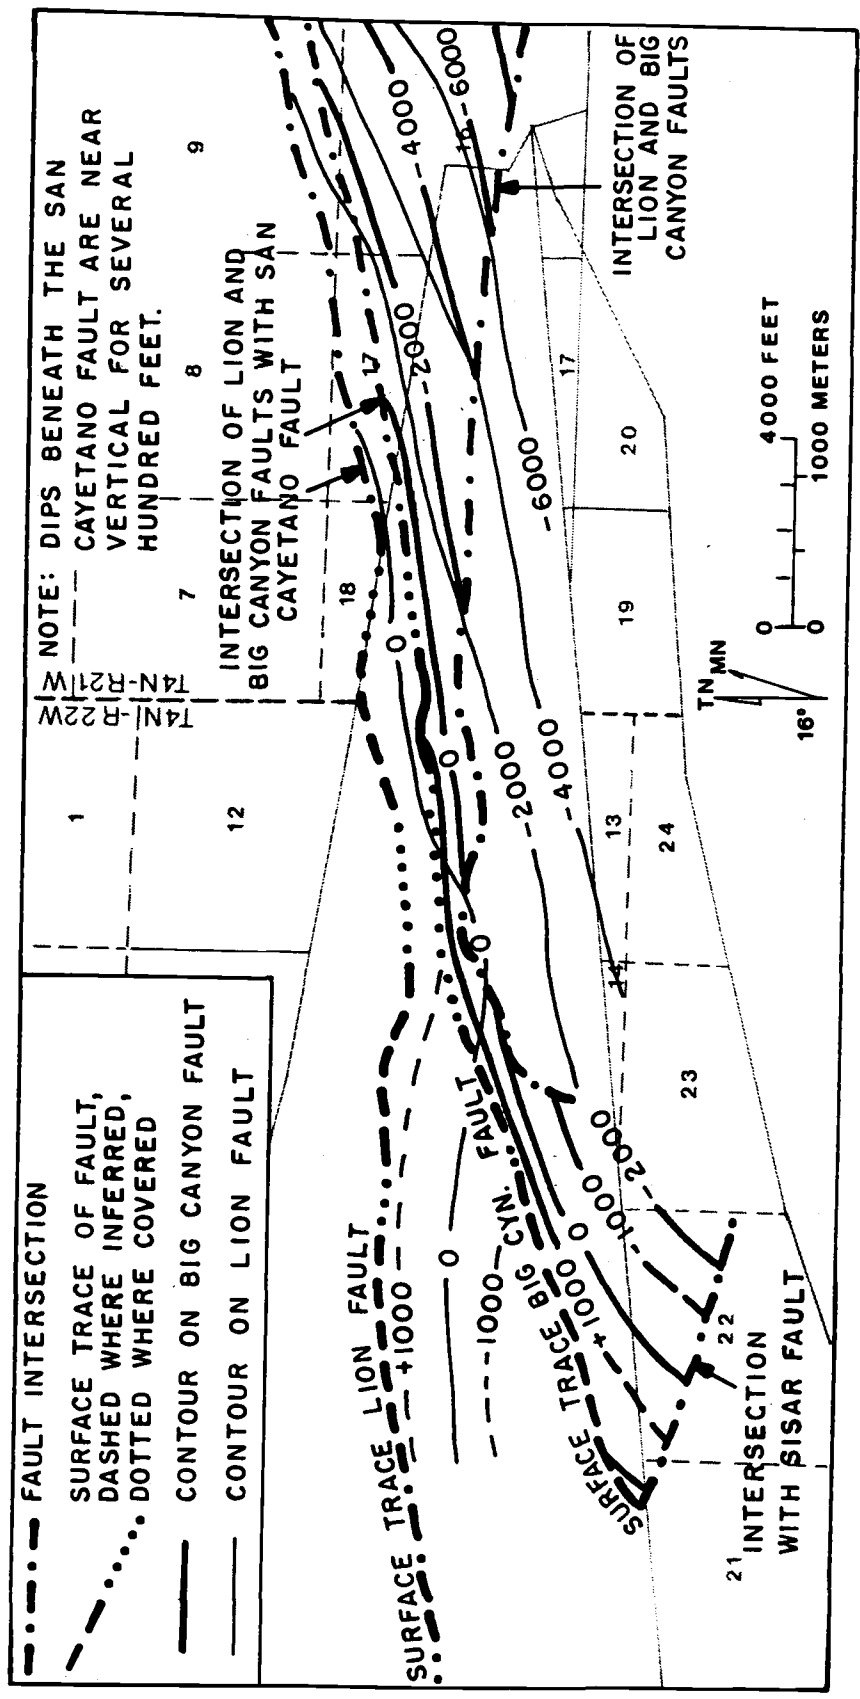 FAULT INTERSECTION
SURFACE TRACE OF FAULT,
DASHED WHERE INFERRED,
DOTTED WHERE COVERED
CONTOUR ON BIG CANYON FAULT
CONTOUR ON LION FAULT
NOTE: DIPS BENEATH THE SAN
CAYETANO FAULT ARE NEAR
VERTICAL FOR SEVERAL
HUNDRED FEET.
T4N-R22W
T4N-R21W
1
12
7
8
9
18
17
16
INTERSECTION OF LION AND
BIG CANYON FAULTS WITH SAN
CAYETANO FAULT
SURFACE TRACE LION FAULT
+1000
0
-1000
SURFACE TRACE BIG CYN. FAULT
+1000
0
-1000
-2000
0
0
0
-2000
-4000
-2000
-2000
-4000
-6000
-6000
INTERSECTION OF
LION AND BIG
CANYON FAULTS
14
13
17
24
19
20
23
22
21
INTERSECTION
WITH SISAR FAULT
TN
MN
16°
0
4000 FEET
0
1000 METERS